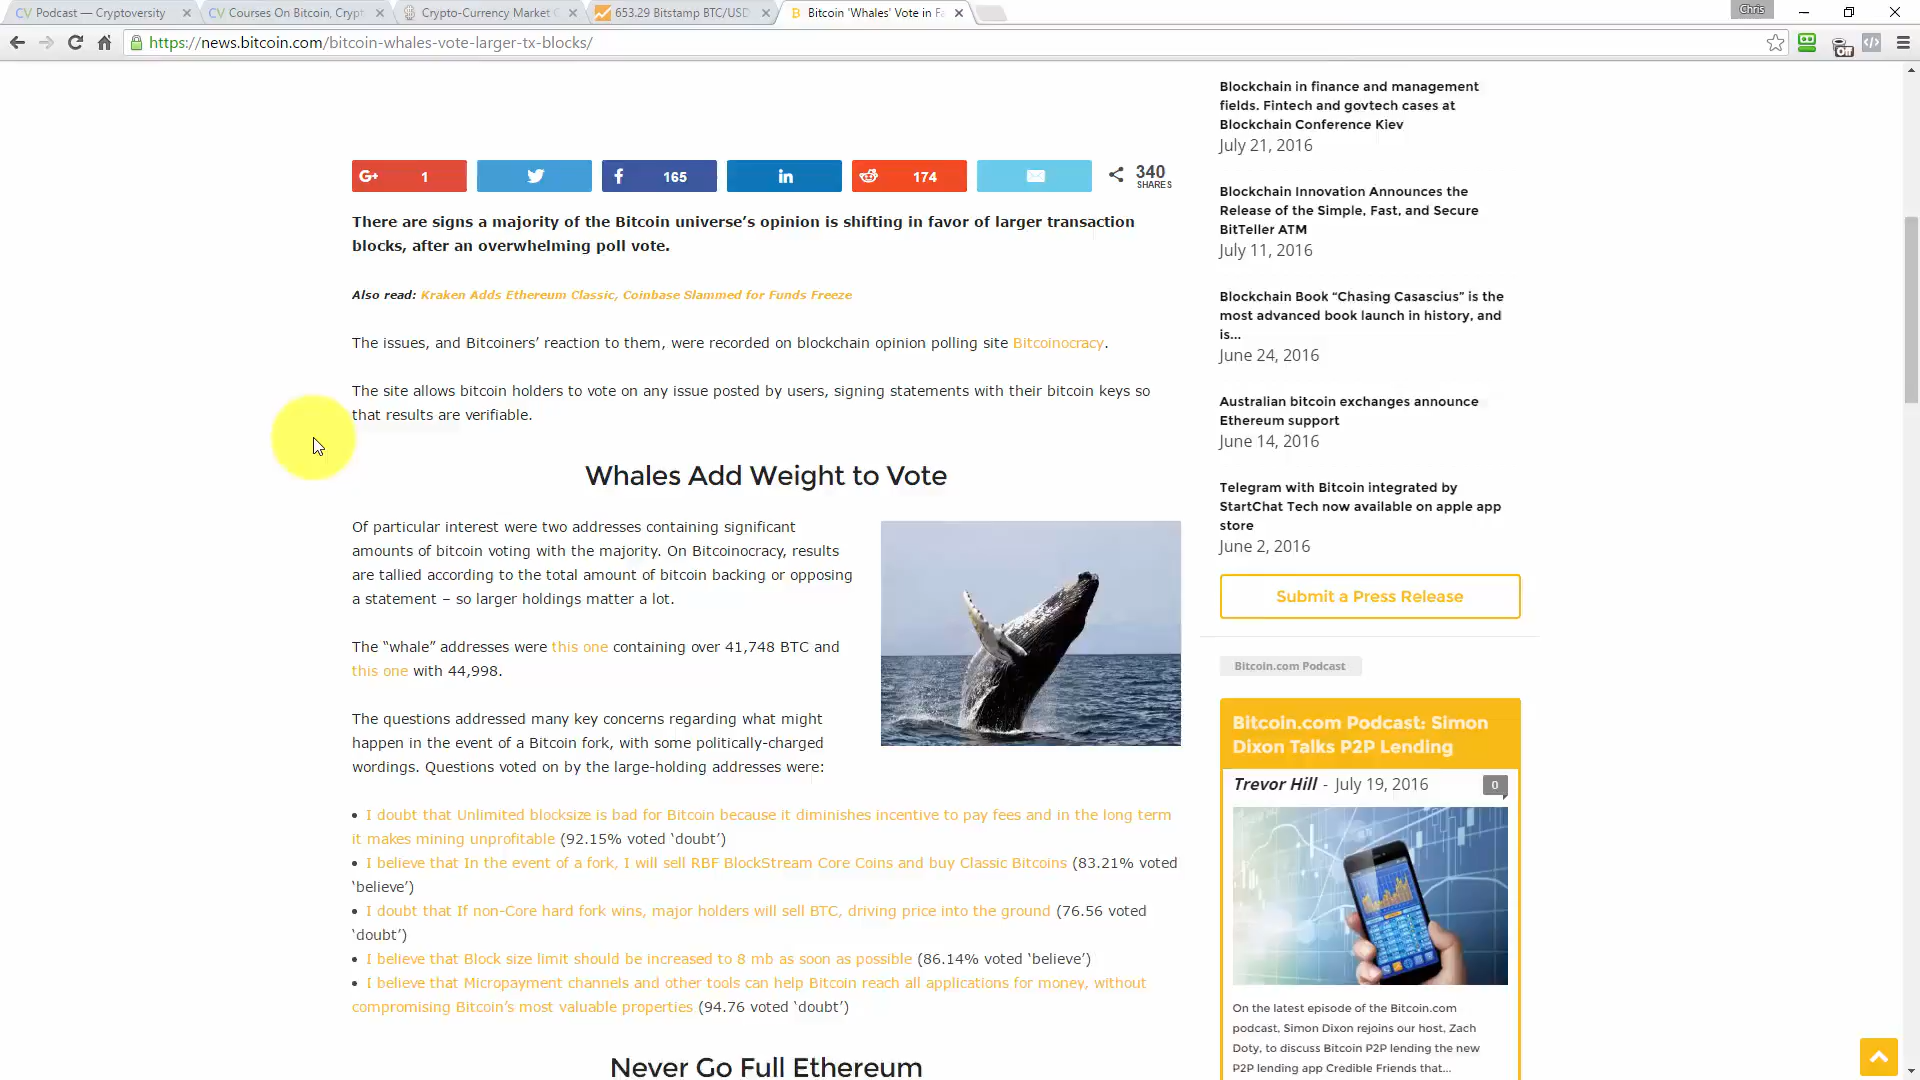 CV Podcast — Cryptoversity
CV Courses On Bitcoin, Crypt
Crypto-Currency Market
653.29 Bitstamp BTC/USD
Bitcoin 'Whales' Vote in Fa
Chris
https://news.bitcoin.com/bitcoin-whales-vote-larger-tx-blocks/
Off
G+ 1
f 165
in
174
340
SHARES
There are signs a majority of the Bitcoin universe’s opinion is shifting in favor of larger transaction
blocks, after an overwhelming poll vote.
Also read: Kraken Adds Ethereum Classic, Coinbase Slammed for Funds Freeze
The issues, and Bitcoiners’ reaction to them, were recorded on blockchain opinion polling site Bitcoinocracy.
The site allows bitcoin holders to vote on any issue posted by users, signing statements with their bitcoin keys so
that results are verifiable.
Whales Add Weight to Vote
Of particular interest were two addresses containing significant
amounts of bitcoin voting with the majority. On Bitcoinocracy, results
are tallied according to the total amount of bitcoin backing or opposing
a statement – so larger holdings matter a lot.
The “whale” addresses were this one containing over 41,748 BTC and
this one with 44,998.
The questions addressed many key concerns regarding what might
happen in the event of a Bitcoin fork, with some politically-charged
wordings. Questions voted on by the large-holding addresses were:
• I doubt that Unlimited blocksize is bad for Bitcoin because it diminishes incentive to pay fees and in the long term
it makes mining unprofitable (92.15% voted ‘doubt’)
• I believe that In the event of a fork, I will sell RBF BlockStream Core Coins and buy Classic Bitcoins (83.21% voted
‘believe’)
• I doubt that If non-Core hard fork wins, major holders will sell BTC, driving price into the ground (76.56 voted
‘doubt’)
• I believe that Block size limit should be increased to 8 mb as soon as possible (86.14% voted ‘believe’)
• I believe that Micropayment channels and other tools can help Bitcoin reach all applications for money, without
compromising Bitcoin’s most valuable properties (94.76 voted ‘doubt’)
Never Go Full Ethereum
Blockchain in finance and management
fields. Fintech and govtech cases at
Blockchain Conference Kiev
July 21, 2016
Blockchain Innovation Announces the
Release of the Simple, Fast, and Secure
BitTeller ATM
July 11, 2016
Blockchain Book “Chasing Casascius” is the
most advanced book launch in history, and
is...
June 24, 2016
Australian bitcoin exchanges announce
Ethereum support
June 14, 2016
Telegram with Bitcoin integrated by
StartChat Tech now available on apple app
store
June 2, 2016
Submit a Press Release
Bitcoin.com Podcast
Bitcoin.com Podcast: Simon
Dixon Talks P2P Lending
Trevor Hill - July 19, 2016
0
On the latest episode of the Bitcoin.com
podcast, Simon Dixon rejoins our host, Zach
Doty, to discuss Bitcoin P2P lending the new
P2P lending app Credible Friends that...